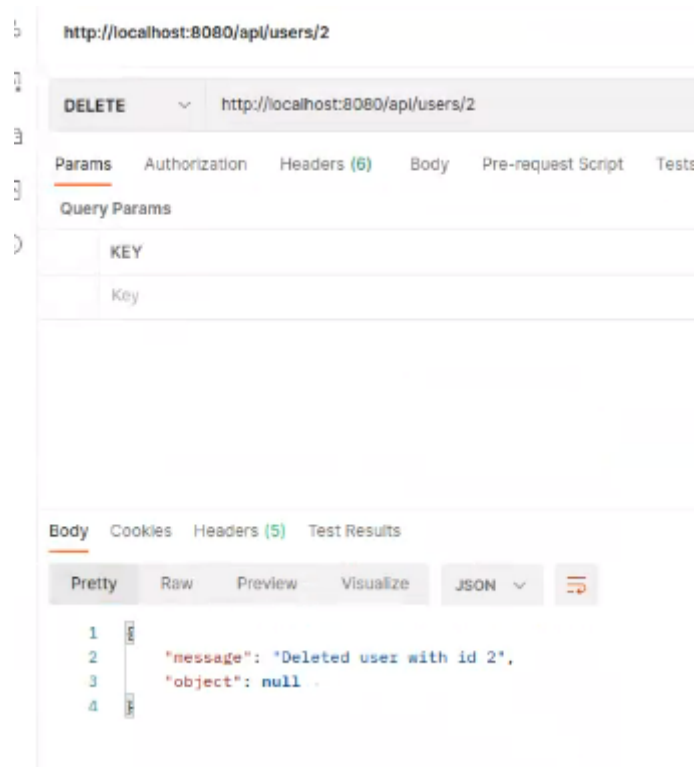 http://localhost:8080/api/users/2
DELETE http://localhost:8080/api/users/2
Params Authorization Headers (6) Body Pre-request Script Tests
Query Params
KEY
Key
Body Cookies Headers (5) Test Results
Pretty Raw Preview Visualize JSON
1 {
2 "message": "Deleted user with id 2",
3 "object": null
4 }